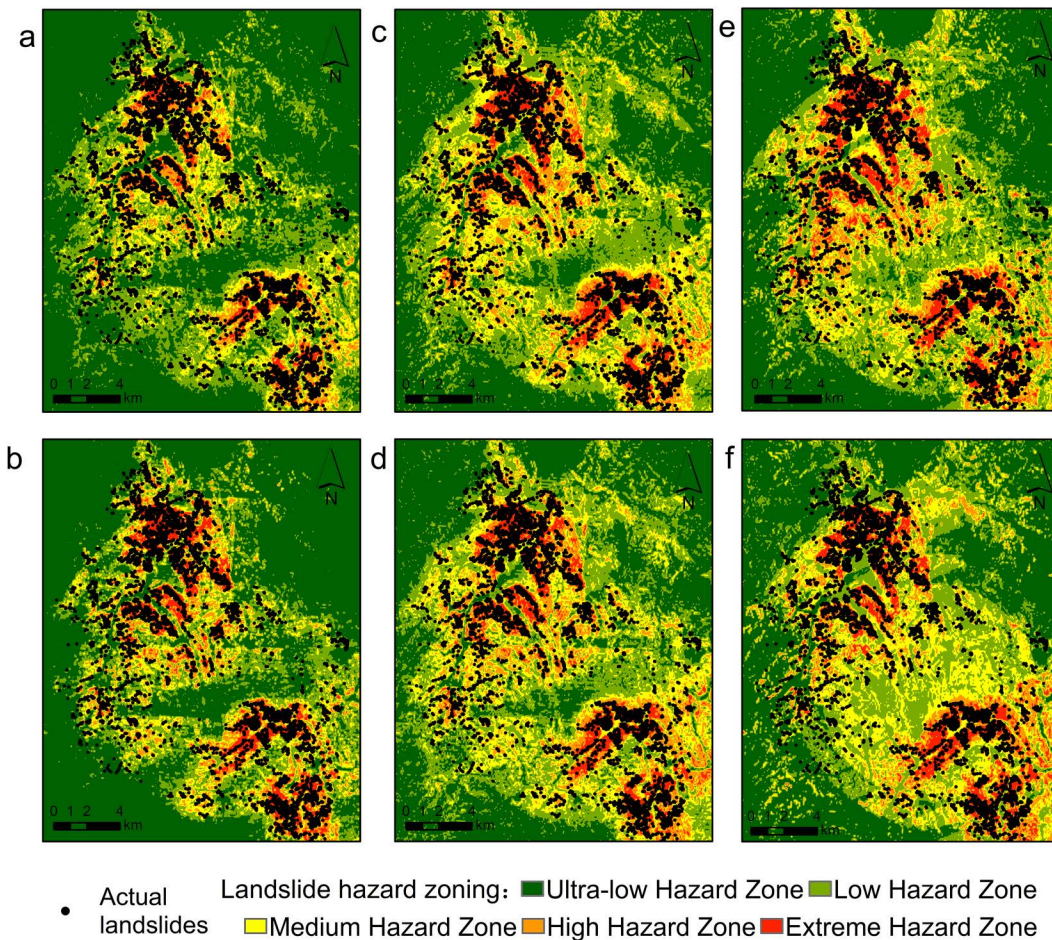 a
c
e
N
N
N
0 1 2 4
km
0 1 2 4
km
0 1 2 4
km
b
d
f
N
N
N
0 1 2 4
km
0 1 2 4
km
0 1 2 4
km
Actual landslides
Landslide hazard zoning: Ultra-low Hazard Zone Low Hazard Zone
Medium Hazard Zone High Hazard Zone Extreme Hazard Zone